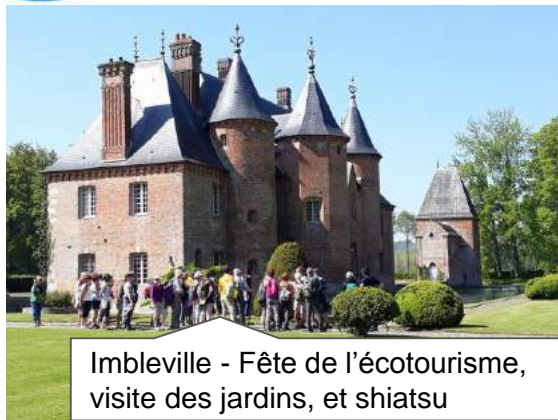 Imbleville - Fête de l’écotourisme,
visite des jardins, et shiatsu